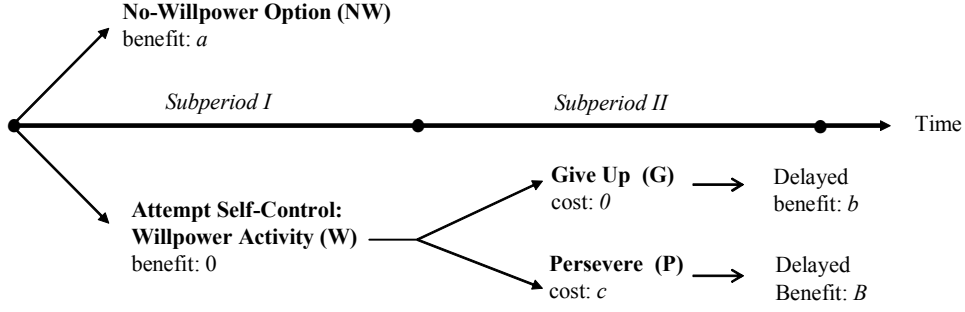 No-Willpower Option (NW)
benefit: a
Subperiod I
Subperiod II
Time
Attempt Self-Control:
Willpower Activity (W)
benefit: 0
Give Up (G)
cost: 0
Delayed
benefit: b
Persevere (P)
cost: c
Delayed
Benefit: B